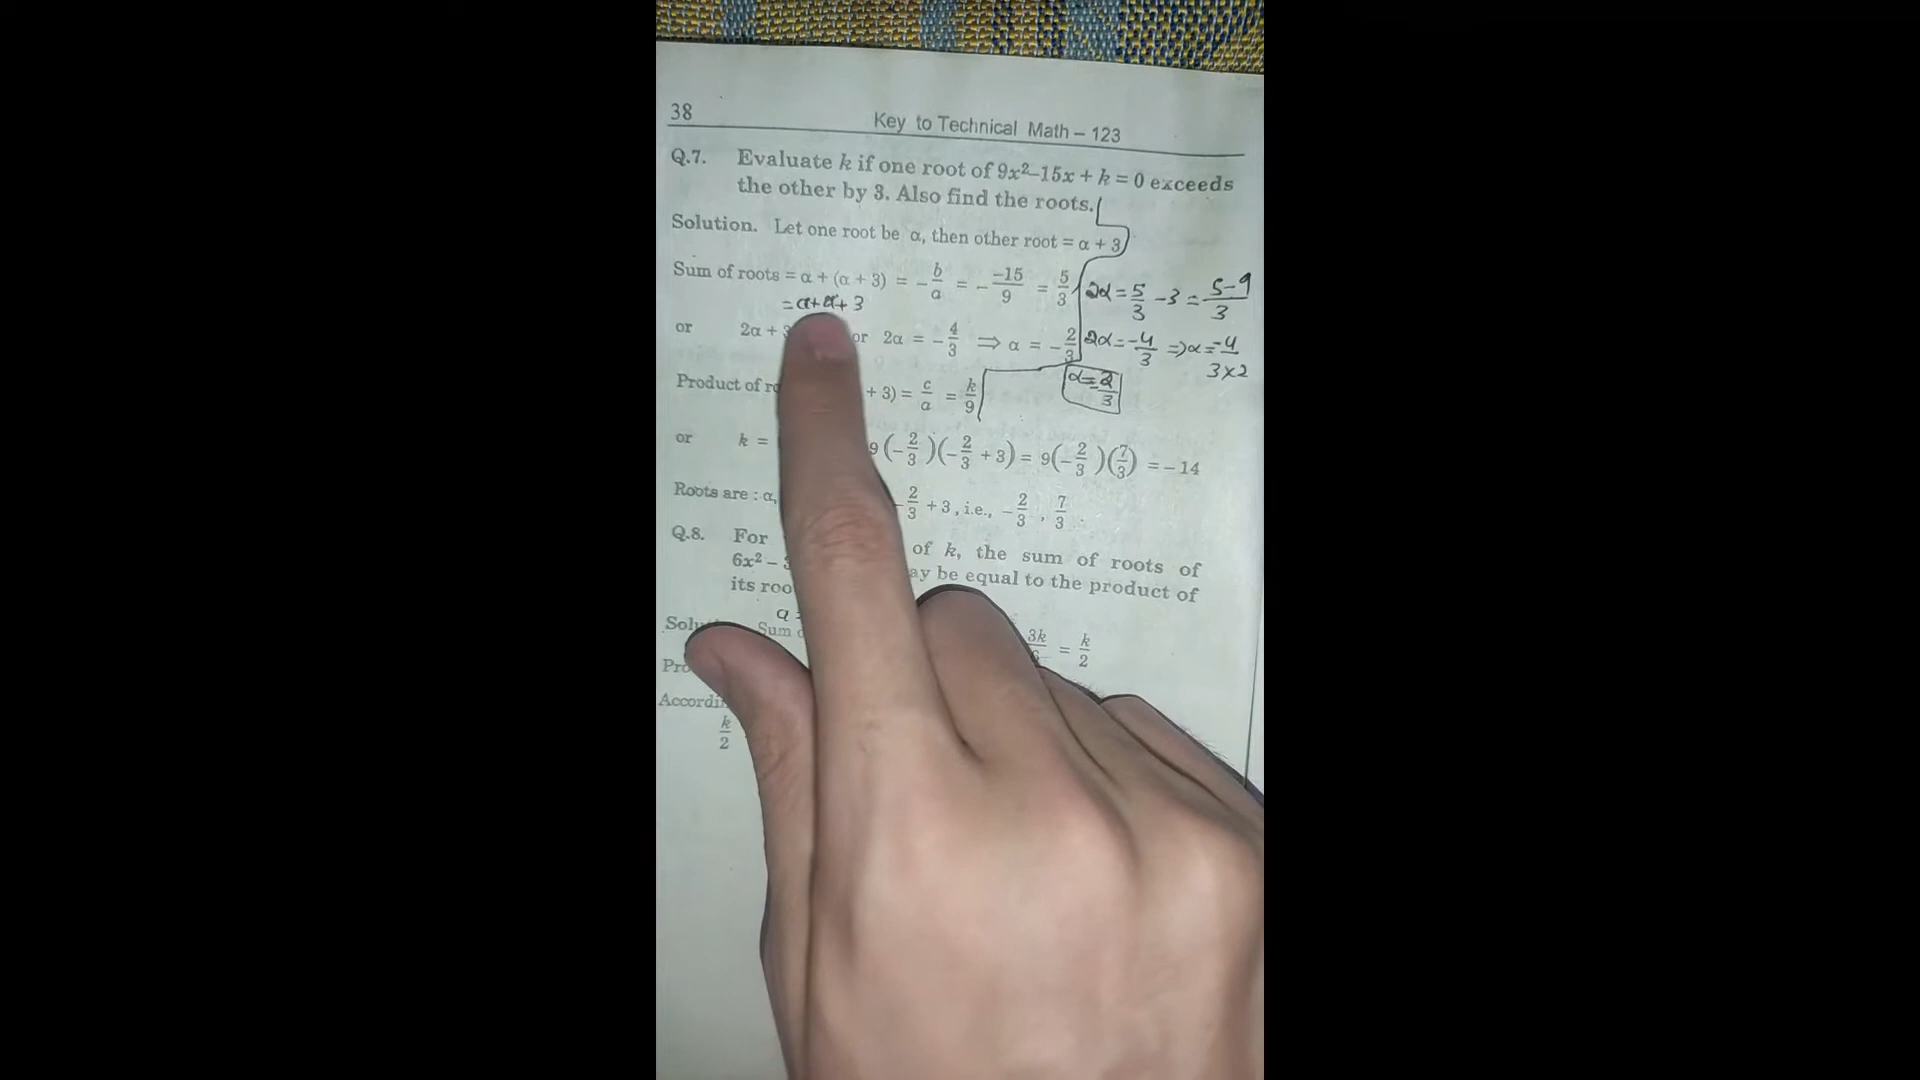 38
Key to Technical Math – 123
Q.7. Evaluate k if one root of 9x²–15x + k = 0 exceeds
the other by 3. Also find the roots.
Solution. Let one root be α, then other root = α + 3
Sum of roots = α + (α + 3) = – b/a = – –15/9 = 5/3
= α + α + 3
2α = 5/3 – 3 = 5–9/3
or 2α + 3 or 2α = – 4/3 ⟹ α = – 2/3
2α = –4/3 ⇒ α = –4/3×2
α = 2/3
Product of + 3) = c/a = k/9
or k = 9(– 2/3)(– 2/3 + 3) = 9(– 2/3)(7/3) = – 14
Roots are : α, – 2/3 + 3, i.e., – 2/3 , 7/3 .
Q.8. For of k, the sum of roots of
6x² – be equal to the product of
its
a
Sum 3k/6 = k/2
k/2